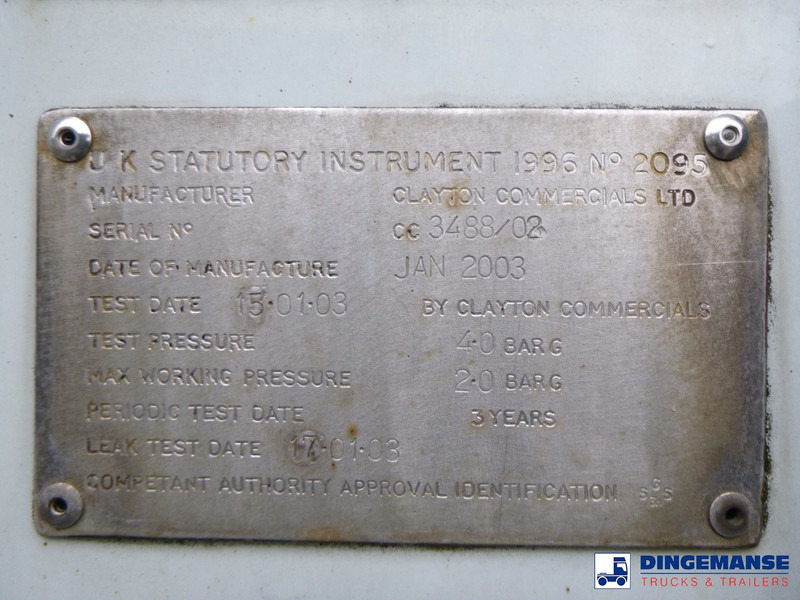 U K STATUTORY INSTRUMENT 1996 Nº 2095
MANUFACTURER CLAYTON COMMERCIALS LTD
SERIAL Nº CC 3488/02
DATE OF MANUFACTURE JAN 2003
TEST DATE 15·01·03 BY CLAYTON COMMERCIALS
TEST PRESSURE 4·0 BAR G
MAX WORKING PRESSURE 2·0 BAR G
PERIODIC TEST DATE 3 YEARS
LEAK TEST DATE 17·01·03
COMPETANT AUTHORITY APPROVAL IDENTIFICATION
DINGEMANSE
TRUCKS & TRAILERS